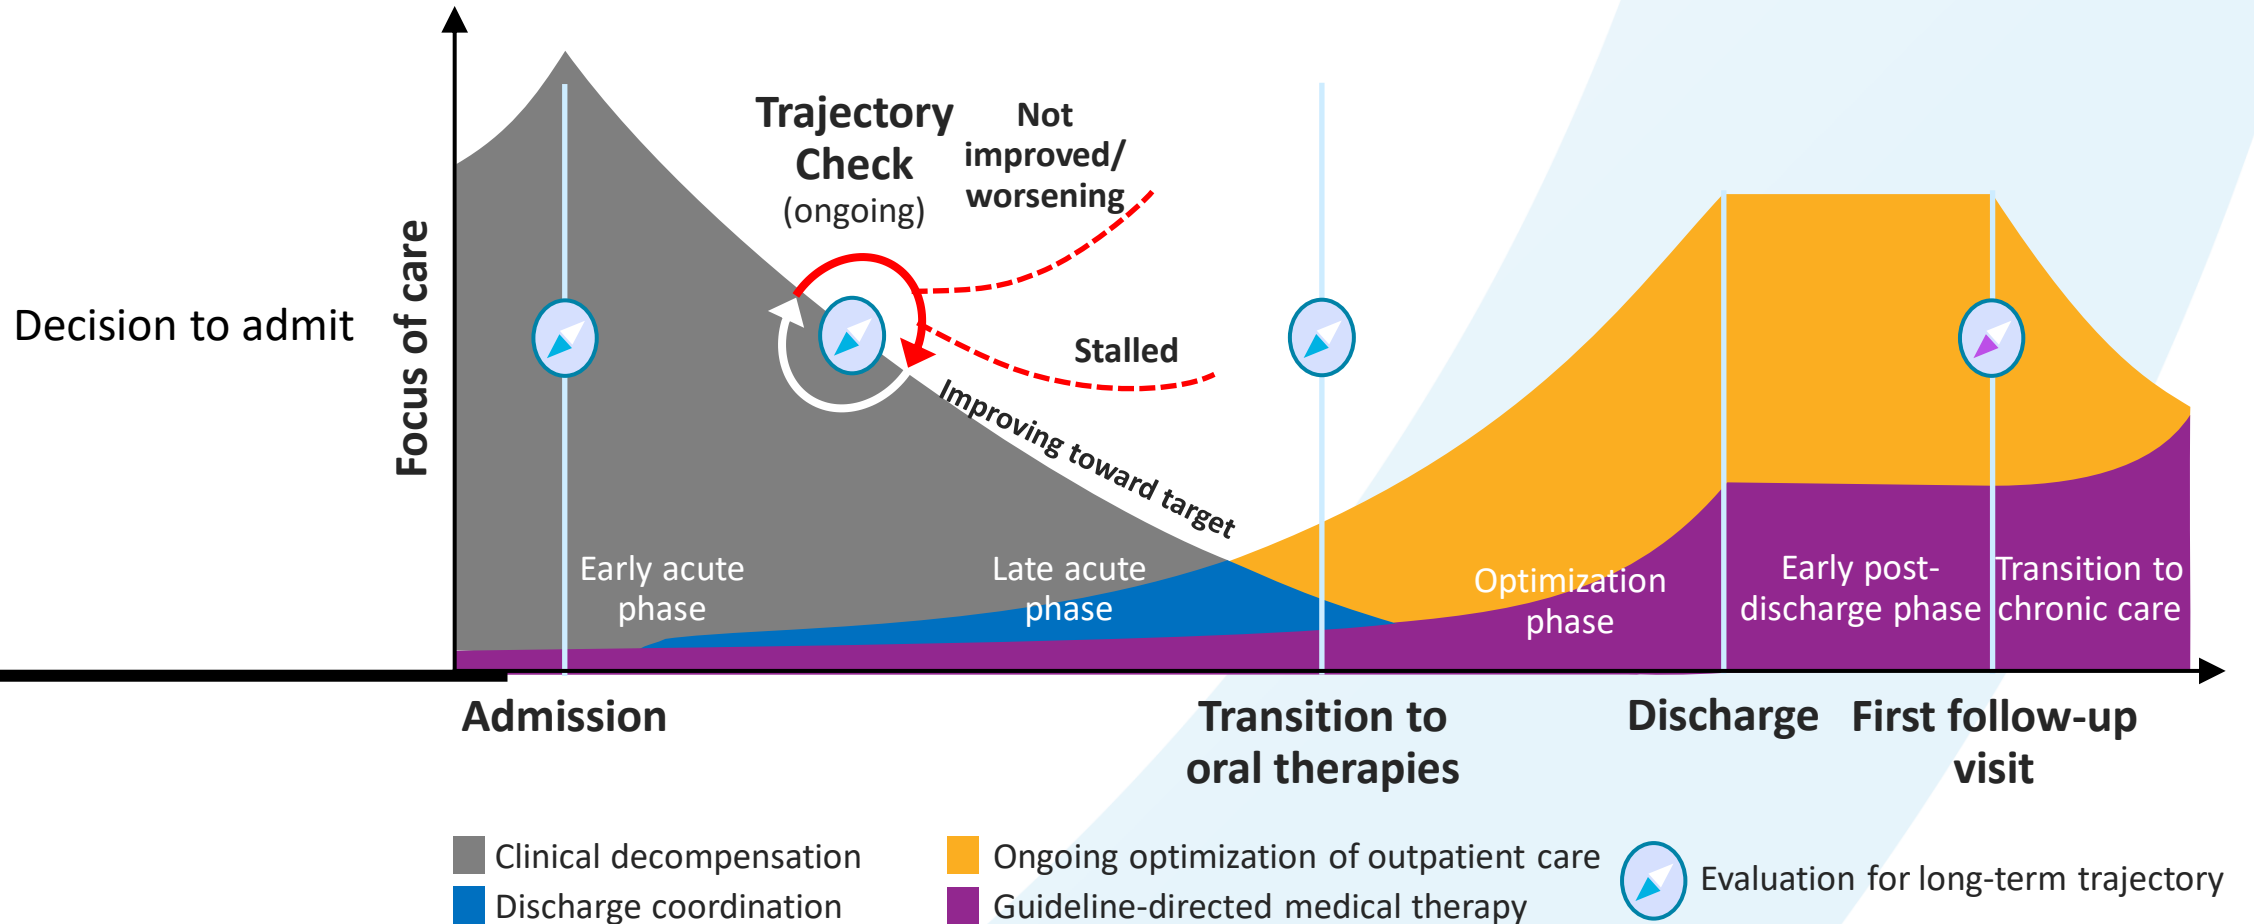 Decision to admit
Focus of care
Trajectory
Check
(ongoing)
Not
improved/
worsening
Stalled
Improving toward target
Early acute
phase
Late acute
phase
Optimization
phase
Early post-
discharge phase
Transition to
chronic care
Admission
Transition to
oral therapies
Discharge
First follow-up
visit
Clinical decompensation
Discharge coordination
Ongoing optimization of outpatient care
Guideline-directed medical therapy
Evaluation for long-term trajectory